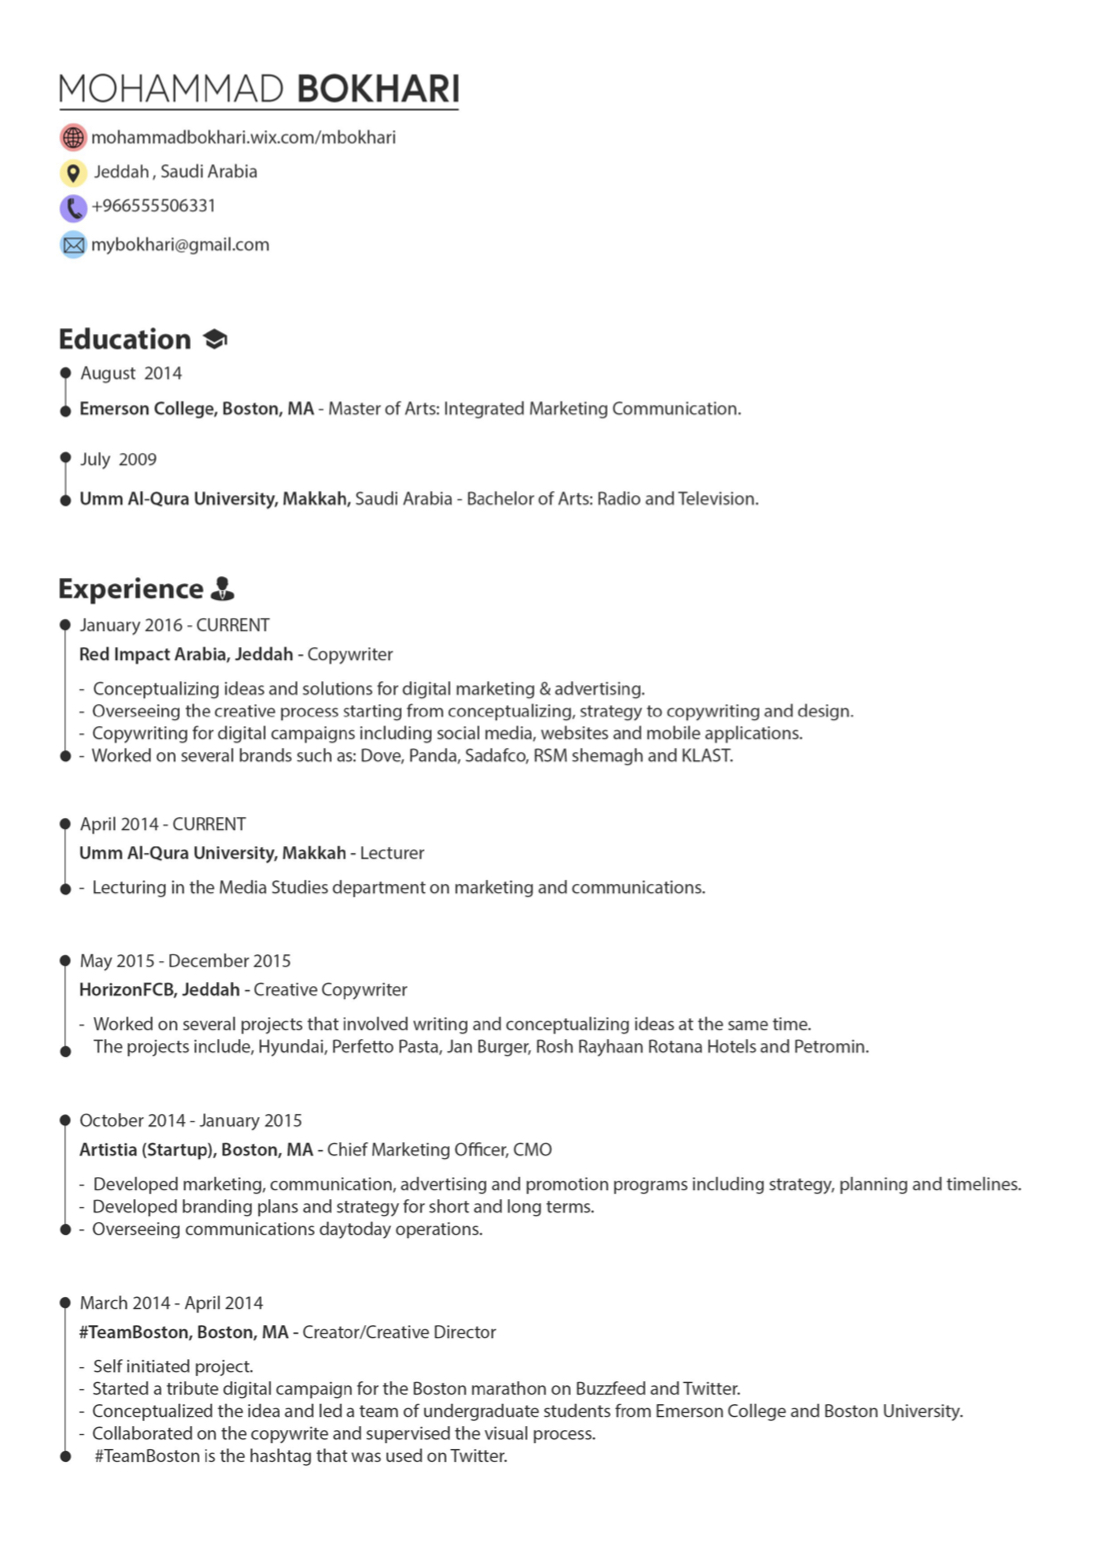 MOHAMMAD BOKHARI
mohammadbokhari.wix.com/mbokhari
Jeddah , Saudi Arabia
+966555506331
mybokhari@gmail.com
Education
August 2014
Emerson College, Boston, MA - Master of Arts: Integrated Marketing Communication.
July 2009
Umm Al-Qura University, Makkah, Saudi Arabia - Bachelor of Arts: Radio and Television.
Experience
January 2016 - CURRENT
Red Impact Arabia, Jeddah - Copywriter
- Conceptualizing ideas and solutions for digital marketing & advertising.
- Overseeing the creative process starting from conceptualizing, strategy to copywriting and design.
- Copywriting for digital campaigns including social media, websites and mobile applications.
- Worked on several brands such as: Dove, Panda, Sadafco, RSM shemagh and KLAST.
April 2014 - CURRENT
Umm Al-Qura University, Makkah - Lecturer
- Lecturing in the Media Studies department on marketing and communications.
May 2015 - December 2015
HorizonFCB, Jeddah - Creative Copywriter
- Worked on several projects that involved writing and conceptualizing ideas at the same time.
The projects include, Hyundai, Perfetto Pasta, Jan Burger, Rosh Rayhaan Rotana Hotels and Petromin.
October 2014 - January 2015
Artistia (Startup), Boston, MA - Chief Marketing Officer, CMO
- Developed marketing, communication, advertising and promotion programs including strategy, planning and timelines.
- Developed branding plans and strategy for short and long terms.
- Overseeing communications daytoday operations.
March 2014 - April 2014
#TeamBoston, Boston, MA - Creator/Creative Director
- Self initiated project.
- Started a tribute digital campaign for the Boston marathon on Buzzfeed and Twitter.
- Conceptualized the idea and led a team of undergraduate students from Emerson College and Boston University.
- Collaborated on the copywrite and supervised the visual process.
#TeamBoston is the hashtag that was used on Twitter.